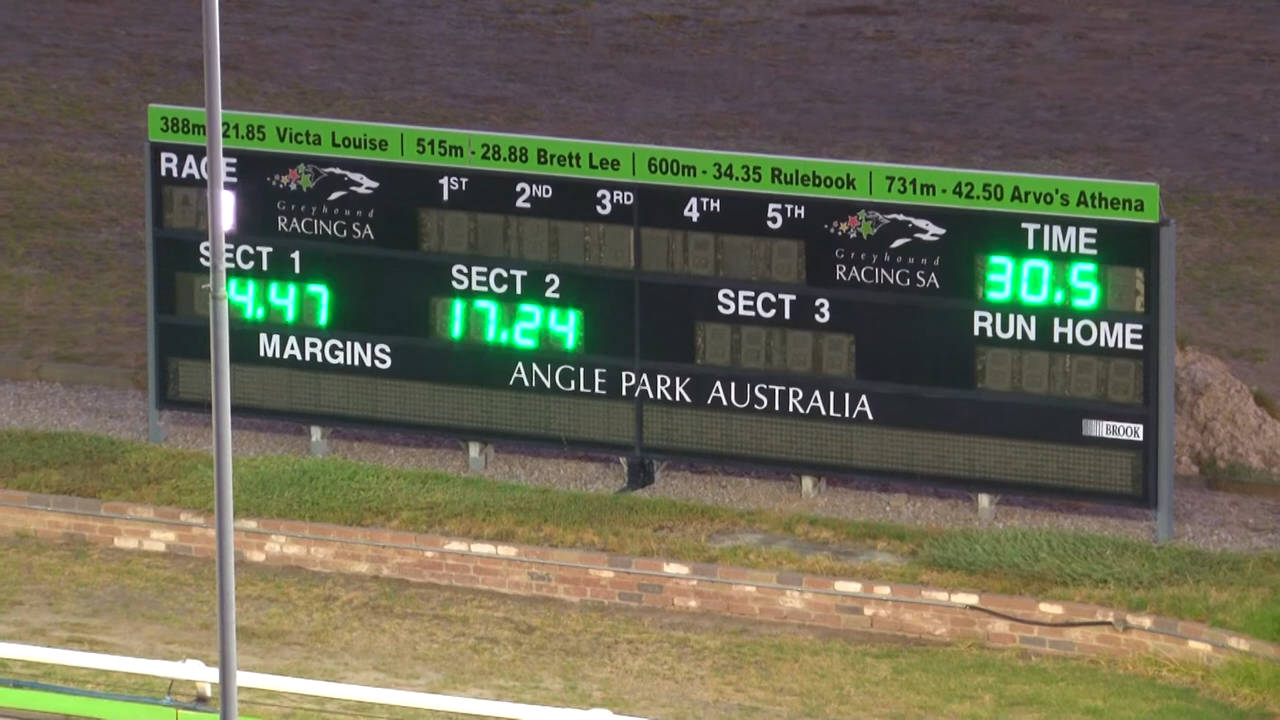 388m 21.85 Victa Louise | 515m - 28.88 Brett Lee | 600m - 34.35 Rulebook | 731m - 42.50 Arvo's Athena
RACE
Greyhound
RACING SA
1ST 2ND 3RD 4TH 5TH
Greyhound
RACING SA
TIME
30.5
SECT 1
4.47
SECT 2
17.24
SECT 3
RUN HOME
MARGINS
ANGLE PARK AUSTRALIA
BROOK